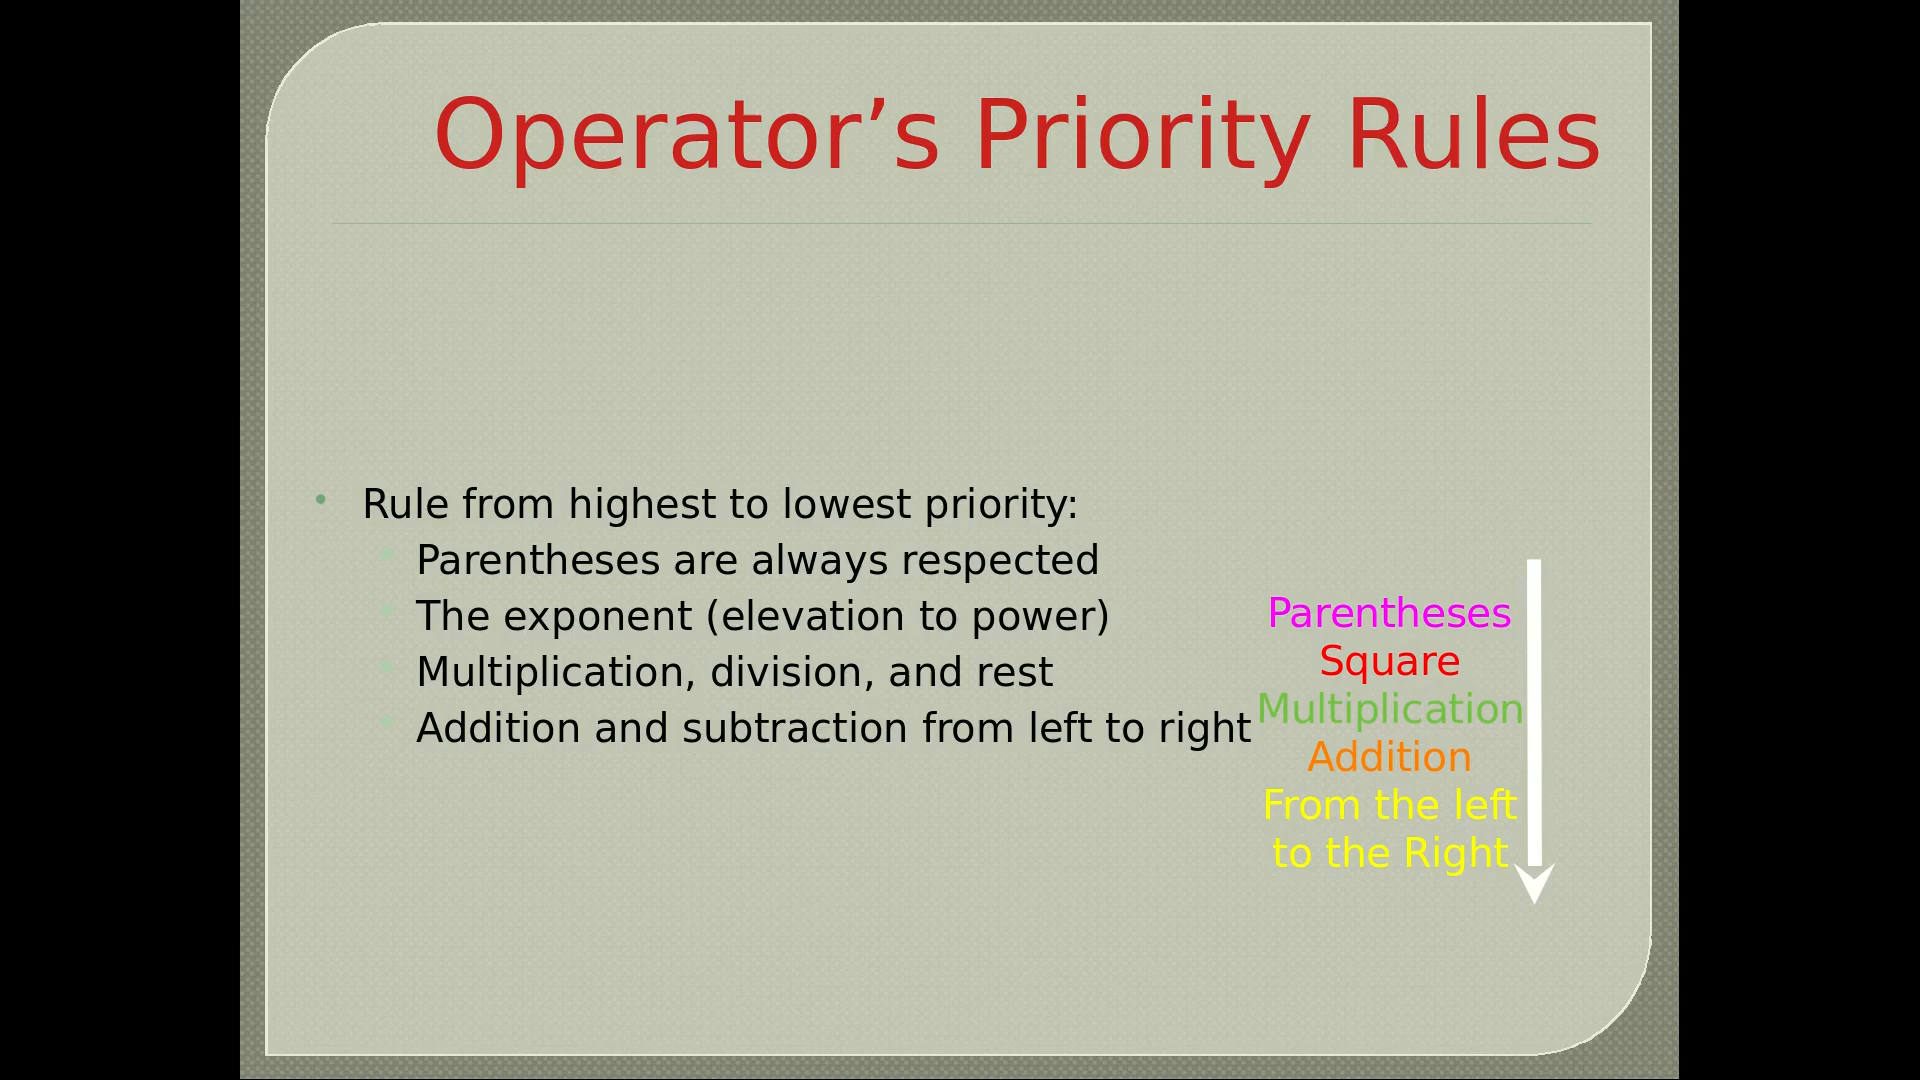 Operator’s Priority Rules
Rule from highest to lowest priority:
Parentheses are always respected
The exponent (elevation to power)
Multiplication, division, and rest
Addition and subtraction from left to right
Parentheses
Square
Multiplication
Addition
From the left
to the Right